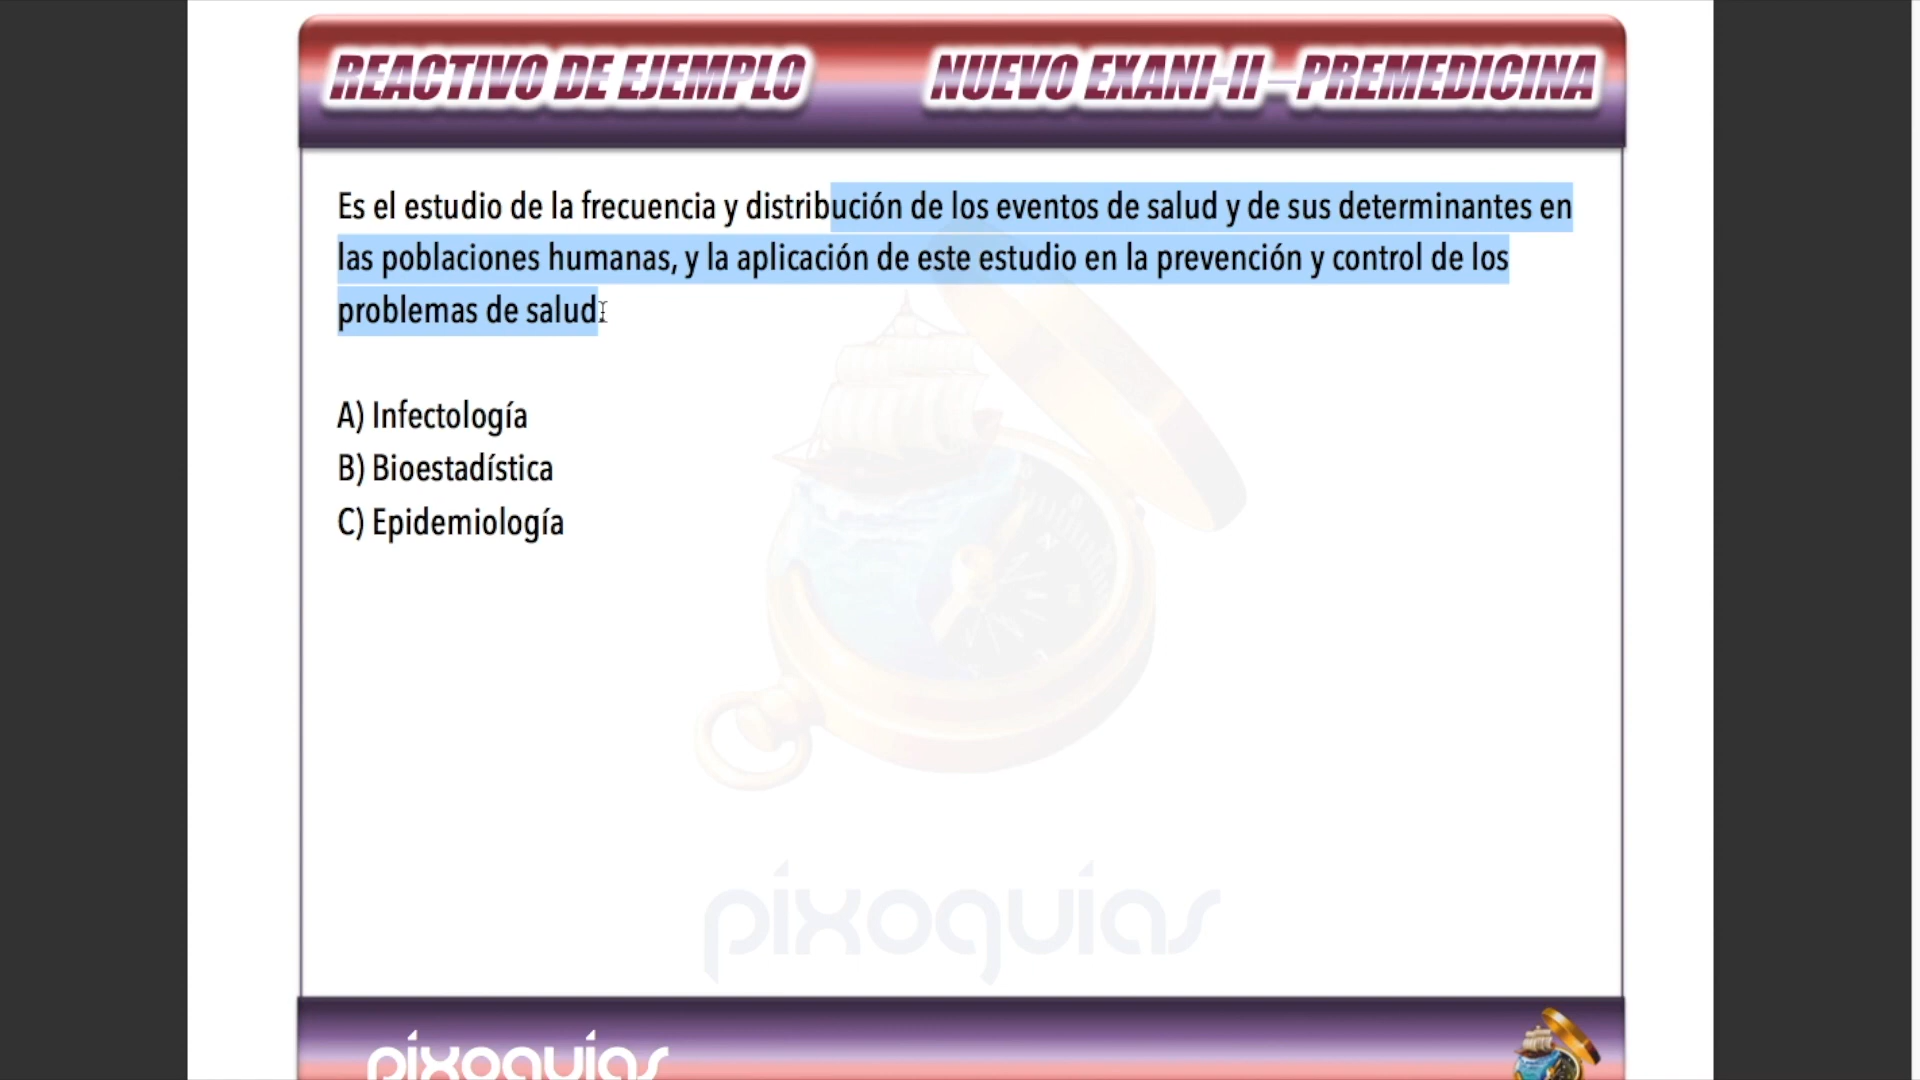 REACTIVO DE EJEMPLO
NUEVO EXANI-II—PREMEDICINA
Es el estudio de la frecuencia y distribución de los eventos de salud y de sus determinantes en
las poblaciones humanas, y la aplicación de este estudio en la prevención y control de los
problemas de salud.
A) Infectología
B) Bioestadística
C) Epidemiología
pixoguias
pixoguias